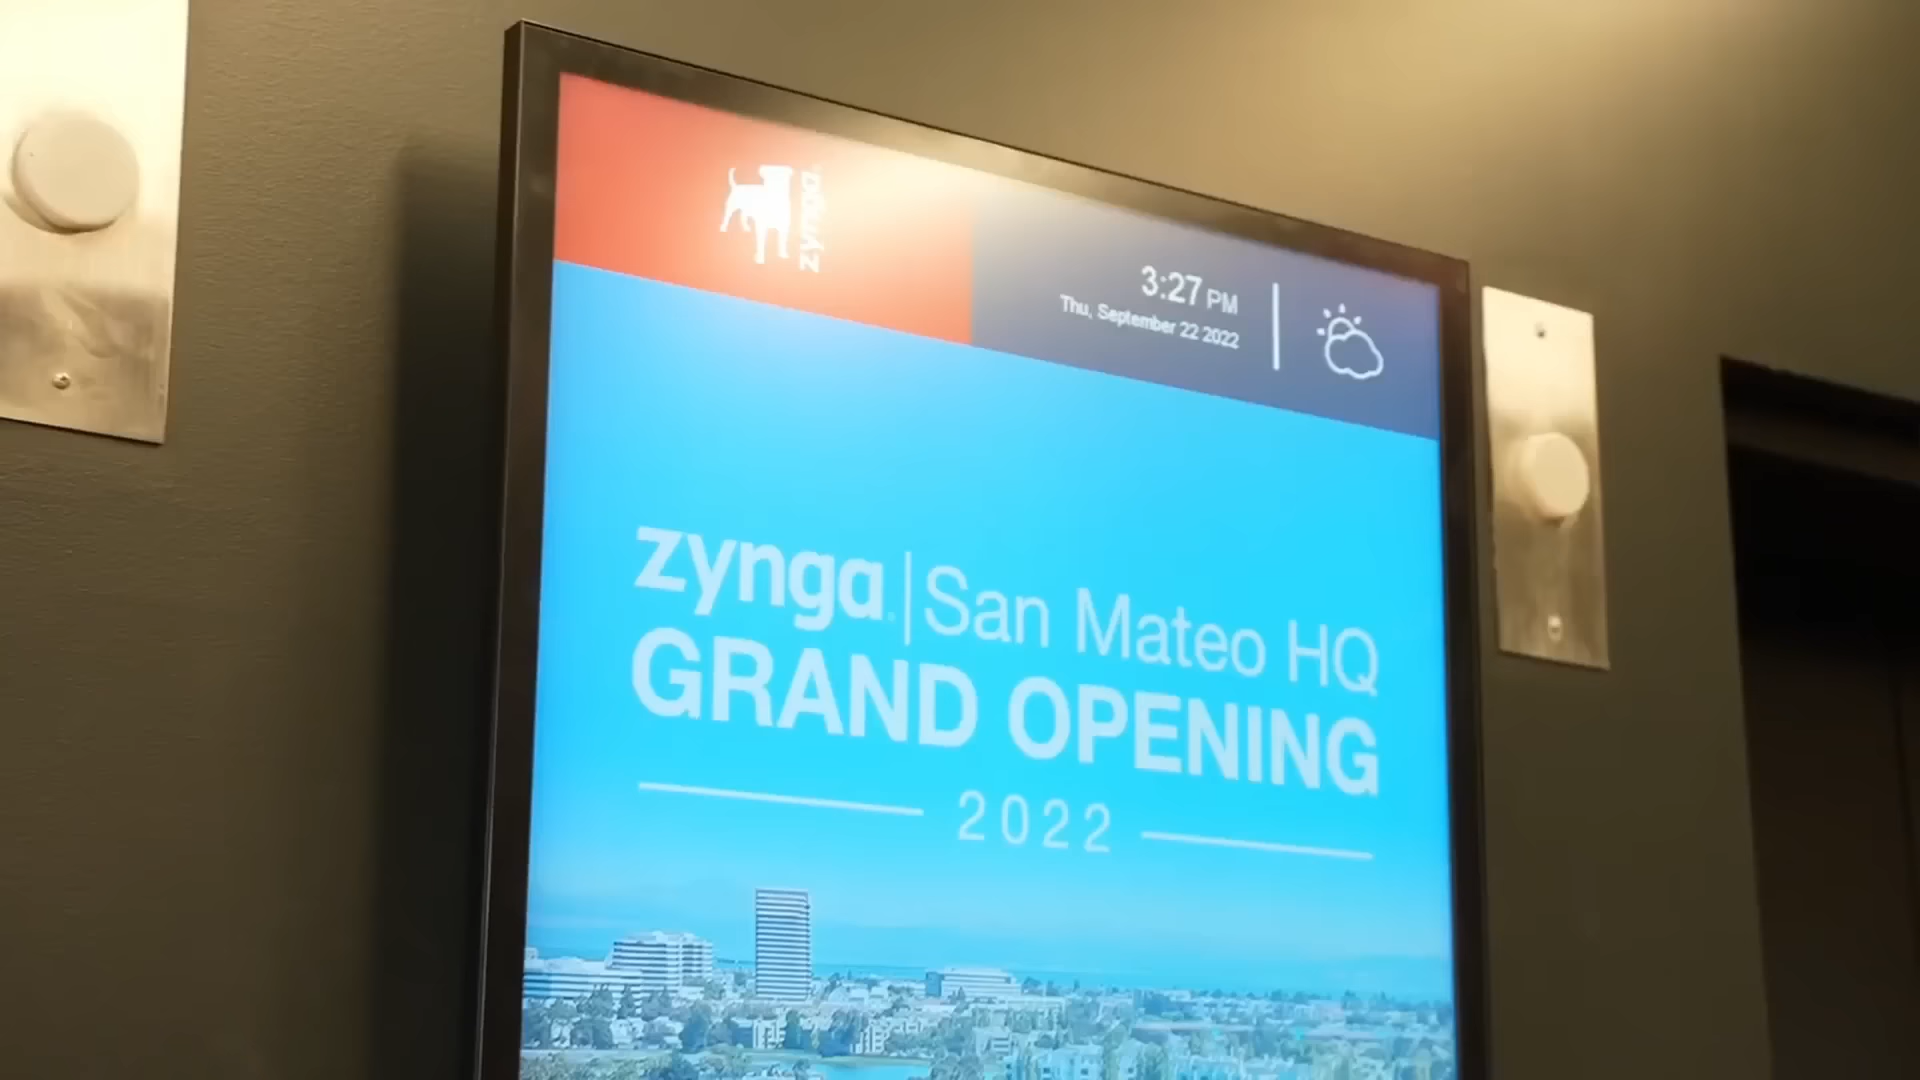 zynga
3:27 PM
Thu, September 22 2022
zynga | San Mateo HQ
GRAND OPENING
2022